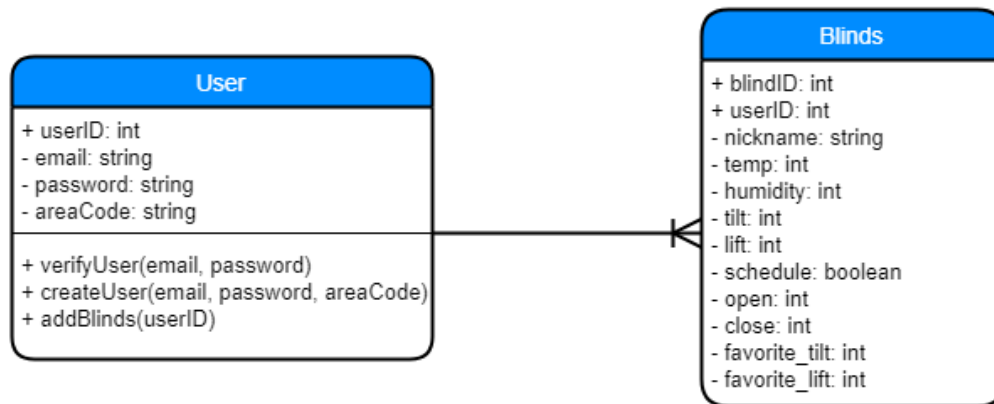 User
+ userID: int
- email: string
- password: string
- areaCode: string
+ verifyUser(email, password)
+ createUser(email, password, areaCode)
+ addBlinds(userID)
Blinds
+ blindID: int
+ userID: int
- nickname: string
- temp: int
- humidity: int
- tilt: int
- lift: int
- schedule: boolean
- open: int
- close: int
- favorite_tilt: int
- favorite_lift: int